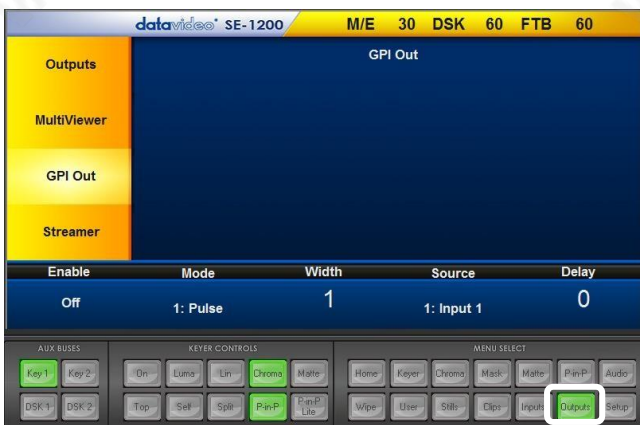 datavideo SE-1200 M/E 30 DSK 60 FTB 60
GPI Out
Outputs
MultiViewer
GPI Out
Streamer
Enable Mode Width Source Delay
Off 1: Pulse 1 1: Input 1 0
AUX BUSES KEYER CONTROLS MENU SELECT
Key 1 Key 2 On Luma Lin Chroma Matte Home Keyer Chroma Mask Matte P-in-P Audio
DSK 1 DSK 2 Top Self Split P-in-P P-in-P Lite Wipe User Stills Clips Inputs Outputs Setup